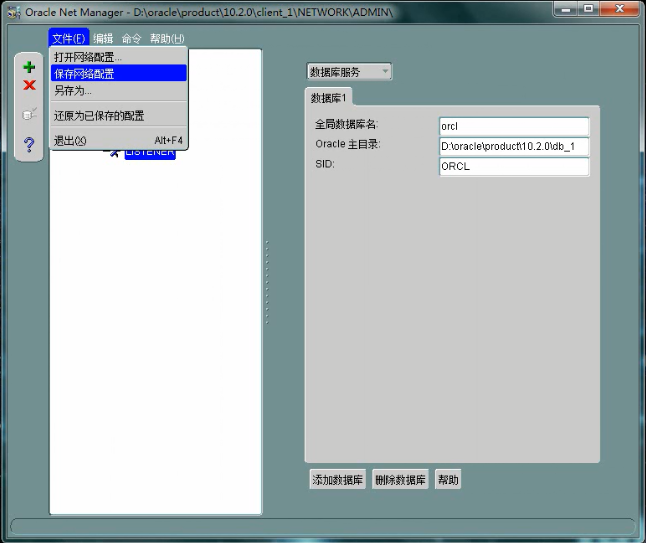 Oracle Net Manager - D:\oracle\product\10.2.0\client_1\NETWORK\ADMIN\
文件(F) 编辑 命令 帮助(H)
打开网络配置...
保存网络配置
另存为...
还原为已保存的配置
退出(X) Alt+F4
LISTENER
数据库服务
数据库1
全局数据库名: orcl
Oracle 主目录: D:\oracle\product\10.2.0\db_1
SID: ORCL
添加数据库 删除数据库 帮助